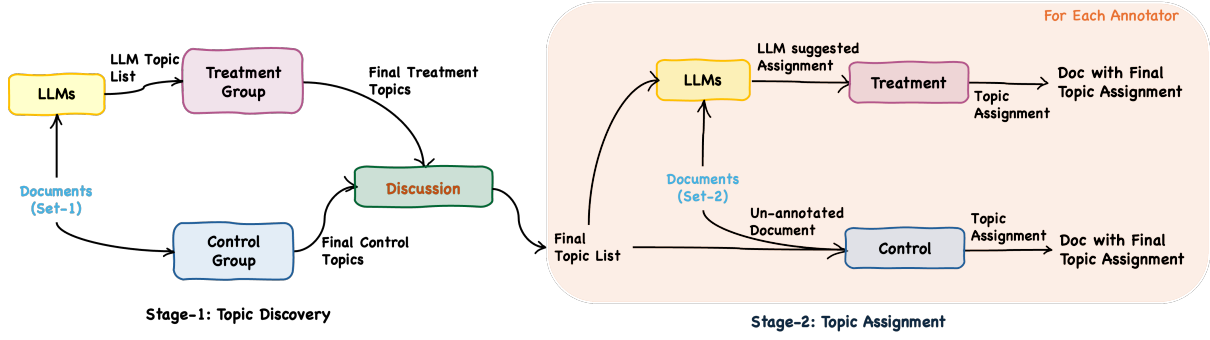 For Each Annotator
LLM Topic
List
LLMs
Treatment
Group
Final Treatment
Topics
Documents
(Set-1)
Discussion
Control
Group
Final Control
Topics
Stage-1: Topic Discovery
LLM suggested
Assignment
LLMs
Treatment
Topic
Assignment
Doc with Final
Topic Assignment
Documents
(Set-2)
Un-annotated
Document
Final
Topic List
Control
Topic
Assignment
Doc with Final
Topic Assignment
Stage-2: Topic Assignment